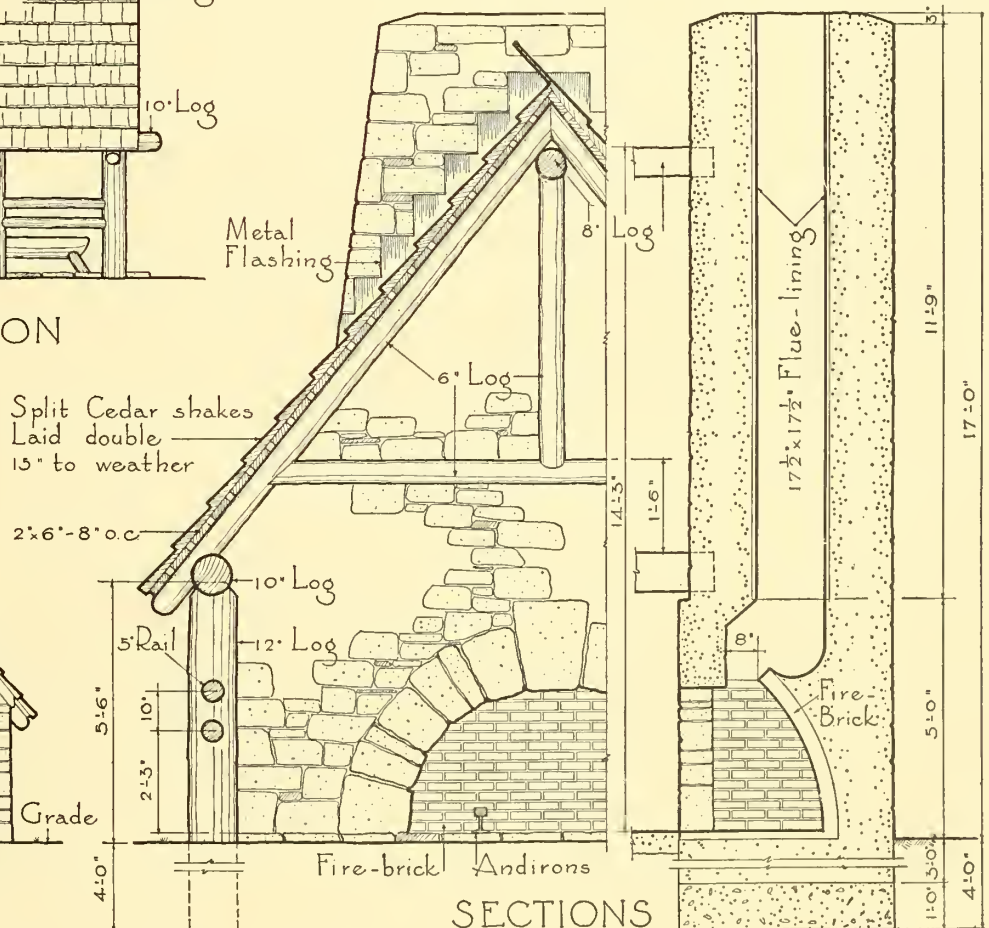 10" Log
ON
Metal
Flashing
8" Log
6" Log
Split Cedar shakes
Laid double
15" to weather
2"x6"-8" o.c.
10" Log
5" Rail
12" Log
10"
5'-6"
2'-3"
Grade
4'-0"
Fire-brick
Andirons
SECTIONS
14'-3"
1'-6"
17½" x 17½" Flue-lining
8"
Fire-
Brick
3"
11'-9"
17'-0"
5'-0"
3'-0"
1'-0"
4'-0"